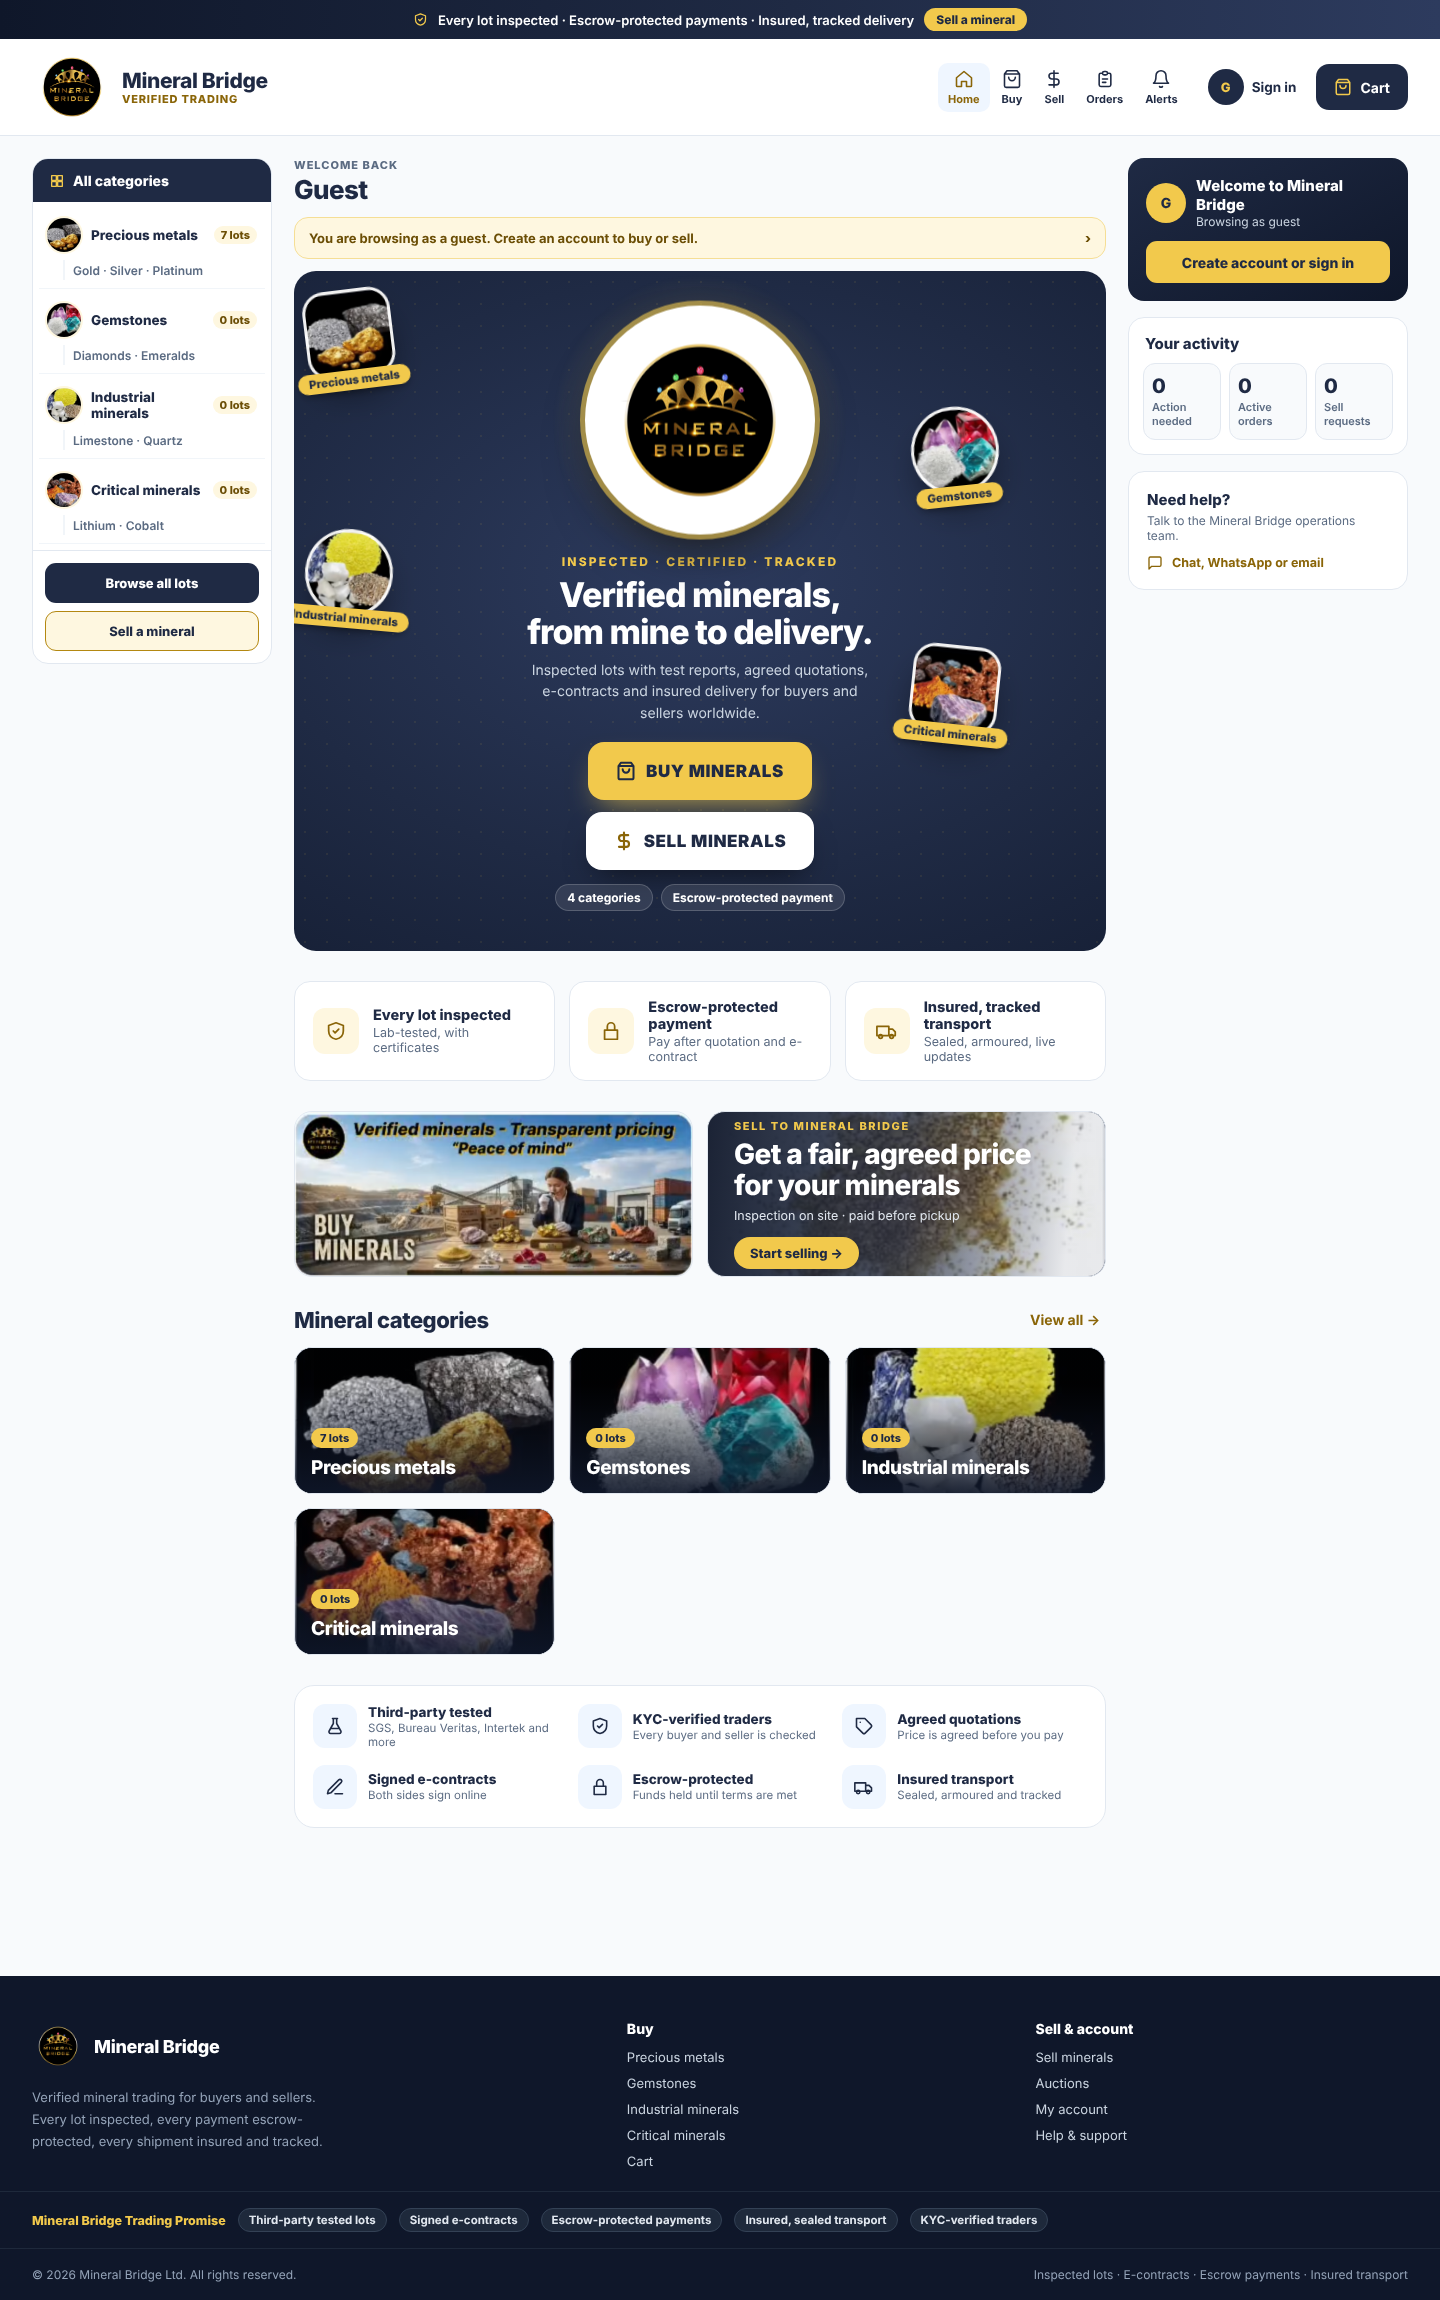 Every lot inspected · Escrow-protected payments · Insured, tracked delivery
Sell a mineral
MINERAL
BRIDGE
Mineral Bridge
VERIFIED TRADING
Home
Buy
Sell
Orders
Alerts
G
Sign in
Cart
All categories
Precious metals
7 lots
Gold · Silver · Platinum
Gemstones
0 lots
Diamonds · Emeralds
Industrial
minerals
0 lots
Limestone · Quartz
Critical minerals
0 lots
Lithium · Cobalt
Browse all lots
Sell a mineral
WELCOME BACK
Guest
You are browsing as a guest. Create an account to buy or sell.
›
Precious metals
MINERAL
BRIDGE
Gemstones
Industrial minerals
Critical minerals
INSPECTED · CERTIFIED · TRACKED
Verified minerals,
from mine to delivery.
Inspected lots with test reports, agreed quotations,
e-contracts and insured delivery for buyers and
sellers worldwide.
BUY MINERALS
SELL MINERALS
4 categories
Escrow-protected payment
G
Welcome to Mineral
Bridge
Browsing as guest
Create account or sign in
Your activity
0
Action
needed
0
Active
orders
0
Sell
requests
Need help?
Talk to the Mineral Bridge operations
team.
Chat, WhatsApp or email
Every lot inspected
Lab-tested, with
certificates
Escrow-protected
payment
Pay after quotation and e-
contract
Insured, tracked
transport
Sealed, armoured, live
updates
MINERAL
BRIDGE
Verified minerals - Transparent pricing
"Peace of mind"
BUY
MINERALS
SELL TO MINERAL BRIDGE
Get a fair, agreed price
for your minerals
Inspection on site · paid before pickup
Start selling →
Mineral categories
View all →
7 lots
Precious metals
0 lots
Gemstones
0 lots
Industrial minerals
0 lots
Critical minerals
Third-party tested
SGS, Bureau Veritas, Intertek and
more
KYC-verified traders
Every buyer and seller is checked
Agreed quotations
Price is agreed before you pay
Signed e-contracts
Both sides sign online
Escrow-protected
Funds held until terms are met
Insured transport
Sealed, armoured and tracked
MINERAL
BRIDGE
Mineral Bridge
Verified mineral trading for buyers and sellers.
Every lot inspected, every payment escrow-
protected, every shipment insured and tracked.
Buy
Precious metals
Gemstones
Industrial minerals
Critical minerals
Cart
Sell & account
Sell minerals
Auctions
My account
Help & support
Mineral Bridge Trading Promise
Third-party tested lots
Signed e-contracts
Escrow-protected payments
Insured, sealed transport
KYC-verified traders
© 2026 Mineral Bridge Ltd. All rights reserved.
Inspected lots · E-contracts · Escrow payments · Insured transport